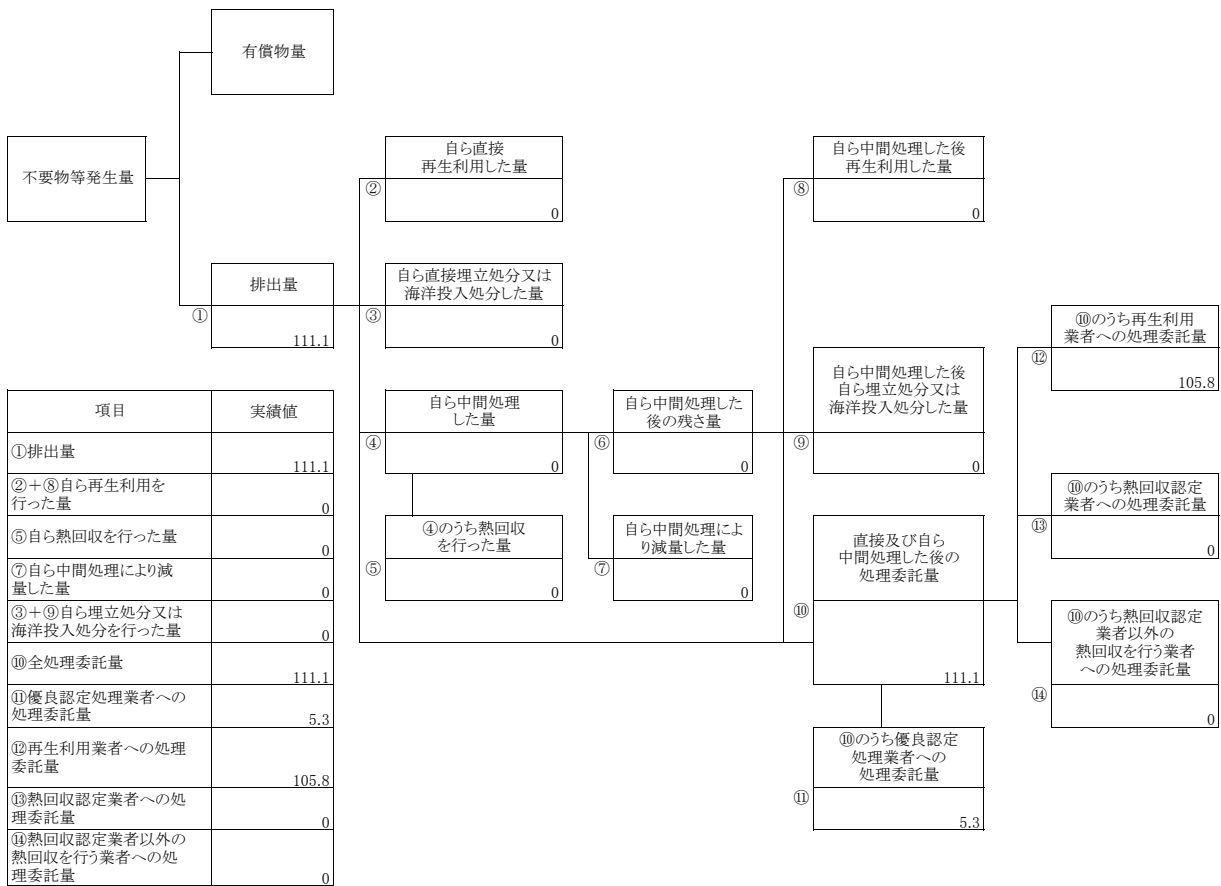 有償物量
不要物等発生量
排出量
①
111.1
自ら直接
再生利用した量
②
0
自ら直接埋立処分又は
海洋投入処分した量
③
0
自ら中間処理
した量
④
0
④のうち熱回収
を行った量
⑤
0
自ら中間処理した
後の残さ量
⑥
0
自ら中間処理によ
り減量した量
⑦
0
自ら中間処理した後
再生利用した量
⑧
0
自ら中間処理した後
自ら埋立処分又は
海洋投入処分した量
⑨
0
直接及び自ら
中間処理した後の
処理委託量
⑩
111.1
⑩のうち優良認定
処理業者への
処理委託量
⑪
5.3
⑩のうち再生利用
業者への処理委託量
⑫
105.8
⑩のうち熱回収認定
業者への処理委託量
⑬
0
⑩のうち熱回収認定
業者以外の
熱回収を行う業者
への処理委託量
⑭
0
項目 実績値
①排出量
111.1
②＋⑧自ら再生利用を
行った量
0
⑤自ら熱回収を行った量
0
⑦自ら中間処理により減
量した量
0
③＋⑨自ら埋立処分又は
海洋投入処分を行った量
0
⑩全処理委託量
111.1
⑪優良認定処理業者への
処理委託量
5.3
⑫再生利用業者への処理
委託量
105.8
⑬熱回収認定業者への処
理委託量
0
⑭熱回収認定業者以外の
熱回収を行う業者への処
理委託量
0